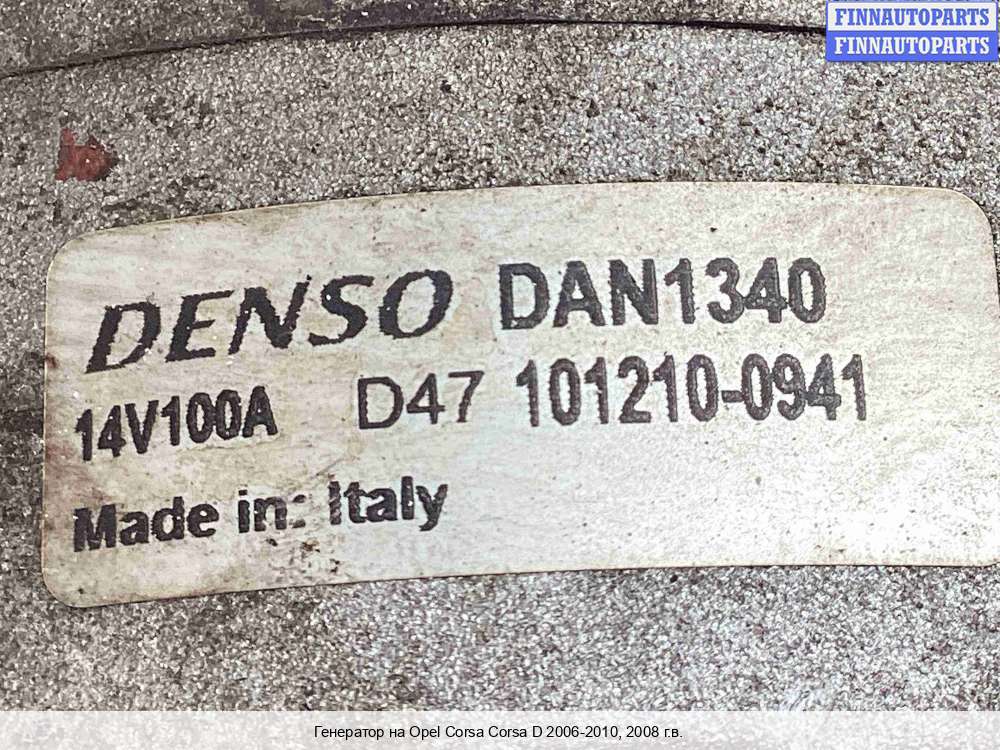 FINNAUTOPARTS
FINNAUTOPARTS
DENSO DAN1340
14V100A D47 101210-0941
Made in: Italy
Генератор на Opel Corsa Corsa D 2006-2010, 2008 г.в.